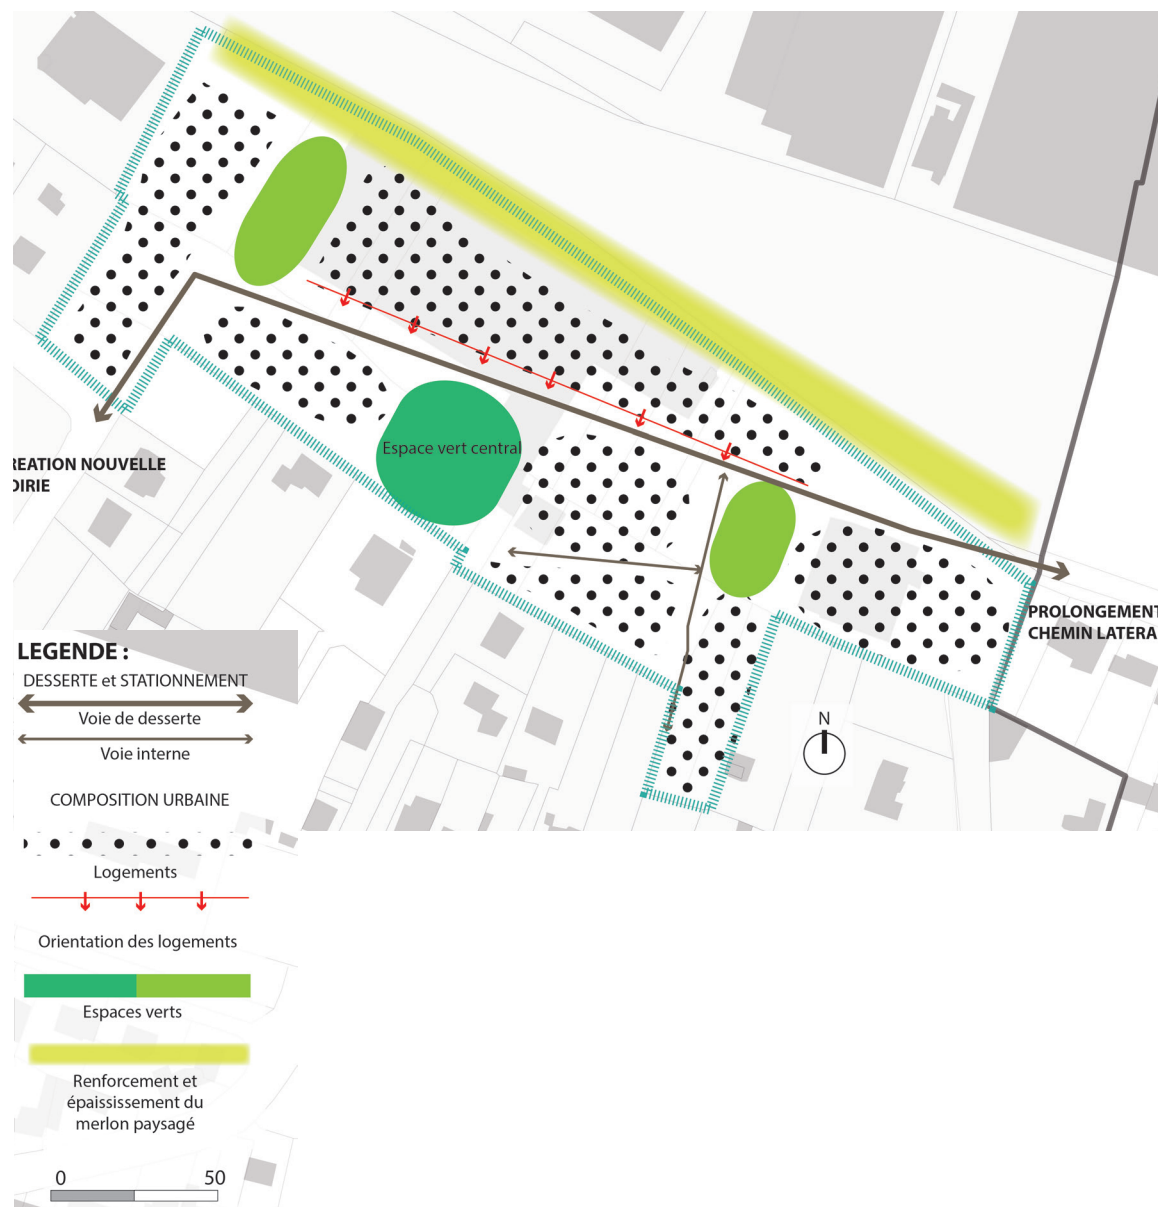 Espace vert central
REATION NOUVELLE
OIRIE
PROLONGEMENT
CHEMIN LATERA
N
LEGENDE :
DESSERTE et STATIONNEMENT
Voie de desserte
Voie interne
COMPOSITION URBAINE
Logements
Orientation des logements
Espaces verts
Renforcement et
épaississement du
merlon paysagé
0 50